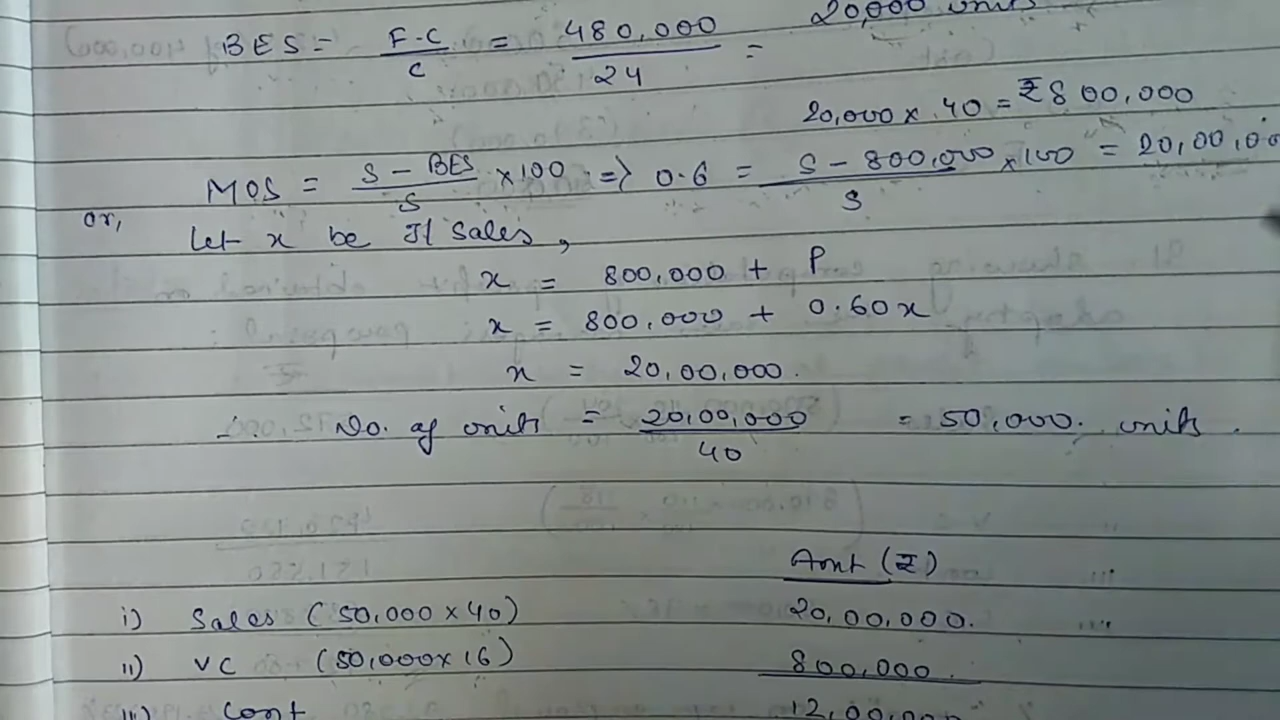 20,000 units
BES = F.C / C = 480,000 / 24 =
20,000 x 40 = ₹800,000
MOS = S - BES / S x 100 => 0.6 = S - 800,000 / S x 100 = 20,00,00
or,
Let x be sales,
x = 800,000 + P
x = 800,000 + 0.60x
x = 20,00,000.
∴ No. of units = 20,00,000 / 40 = 50,000. units.
Amt (₹)
i) Sales (50,000 x 40) 20,00,000.
ii) VC (50,000 x 16) 800,000.
iii) Cont 12,00,000